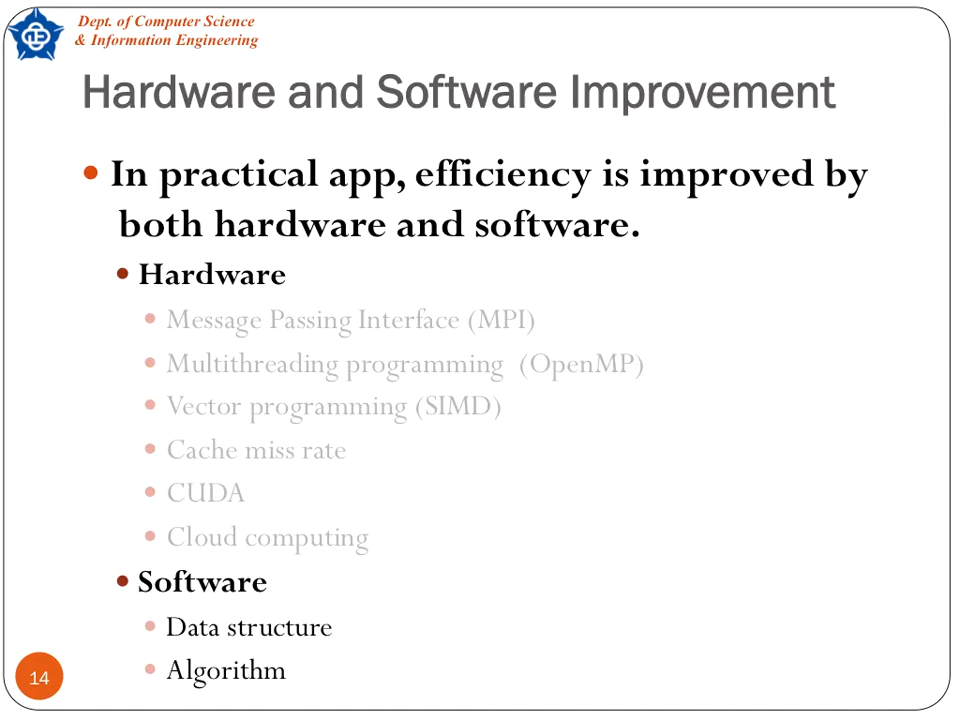 Dept. of Computer Science
& Information Engineering
Hardware and Software Improvement
In practical app, efficiency is improved by
both hardware and software.
Hardware
Message Passing Interface (MPI)
Multithreading programming (OpenMP)
Vector programming (SIMD)
Cache miss rate
CUDA
Cloud computing
Software
Data structure
Algorithm
14